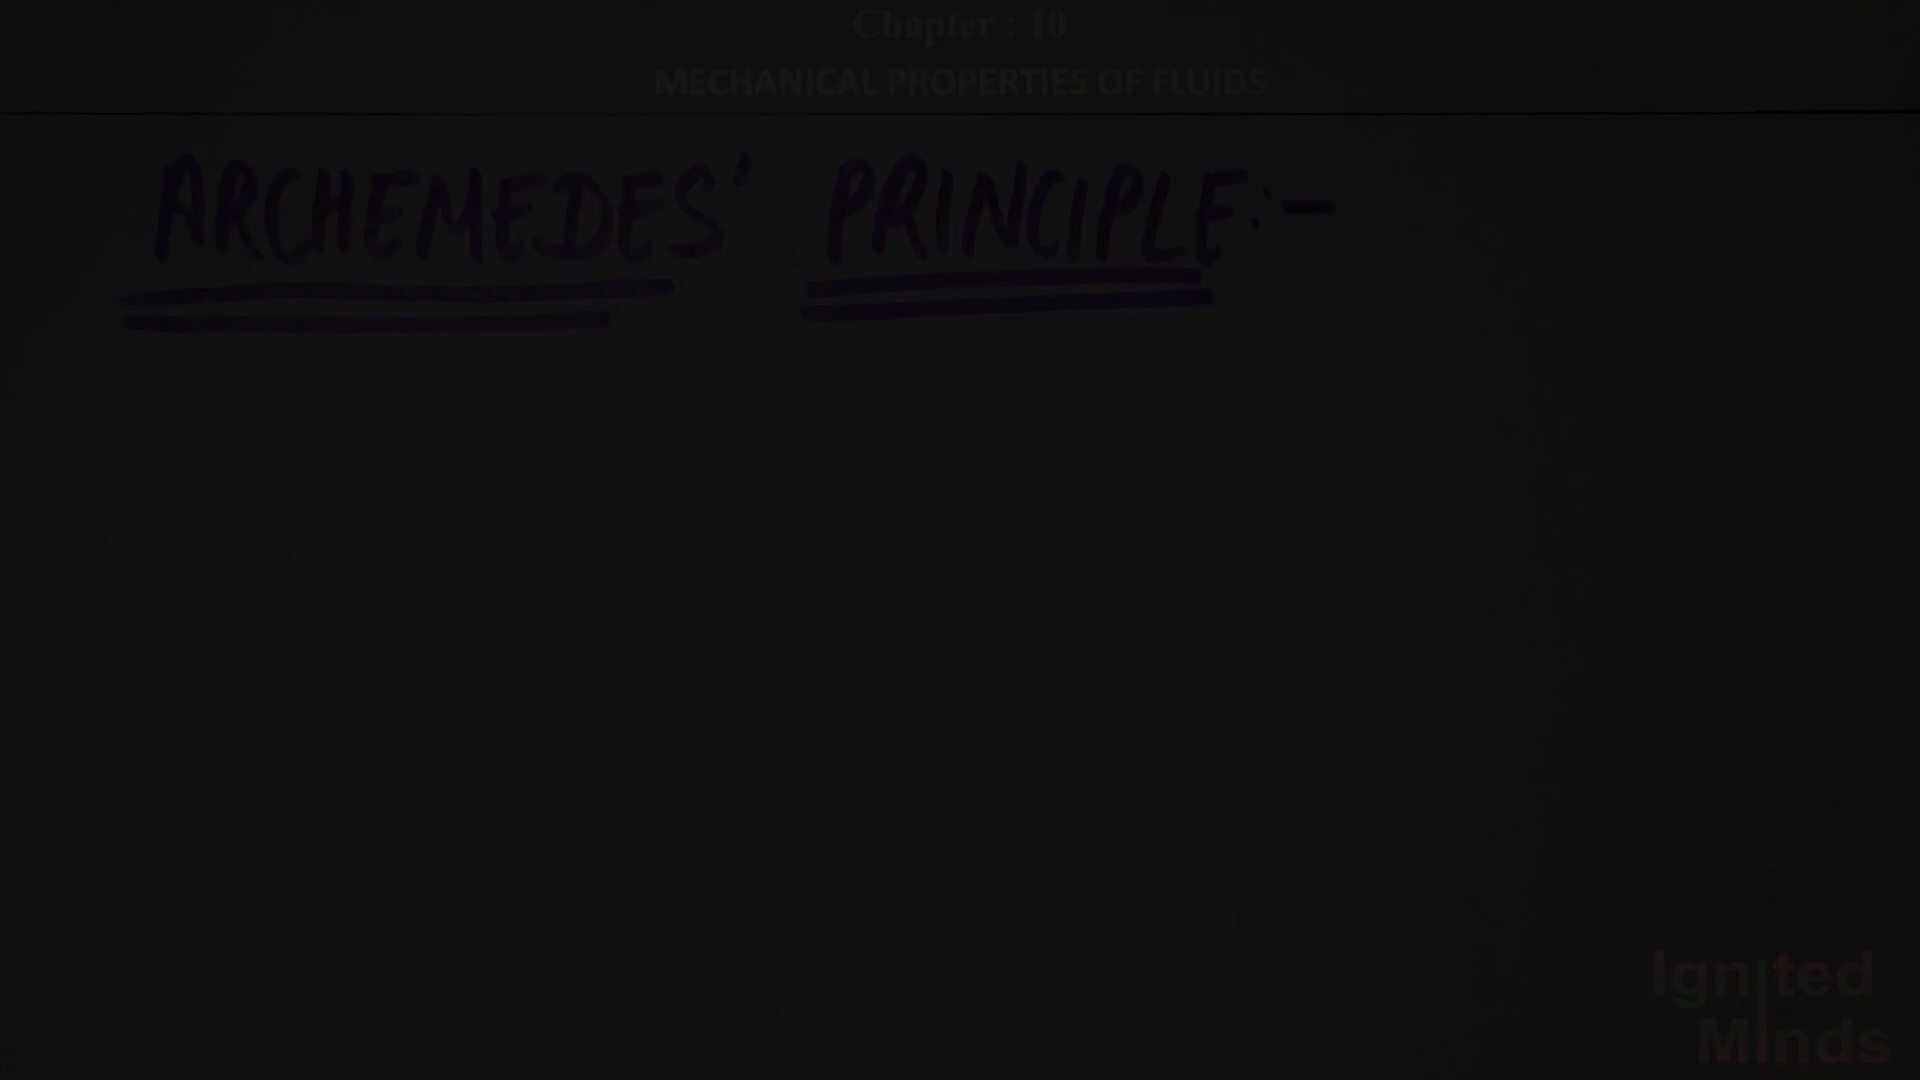 Chapter : 10
MECHANICAL PROPERTIES OF FLUIDS
ARCHEMEDES' PRINCIPLE:-
Ignited
Minds